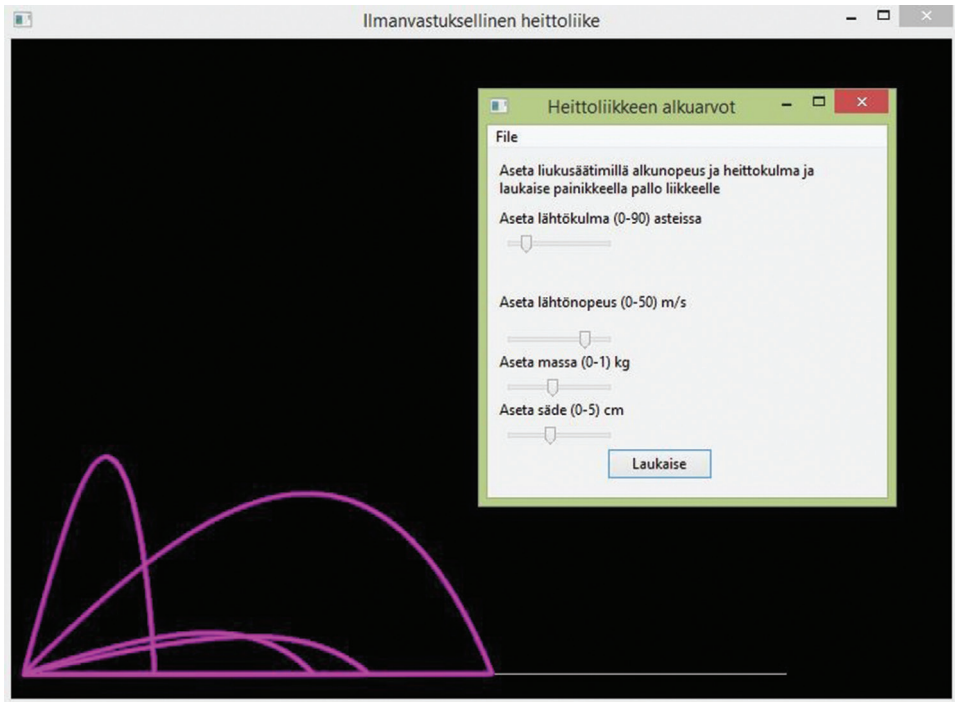 Ilmanvastuksellinen heittoliike
Heittoliikkeen alkuarvot
File
Aseta liukusäätimillä alkunopeus ja heittokulma ja
laukaise painikkeella pallo liikkeelle
Aseta lähtökulma (0-90) asteissa
Aseta lähtönopeus (0-50) m/s
Aseta massa (0-1) kg
Aseta säde (0-5) cm
Laukaise